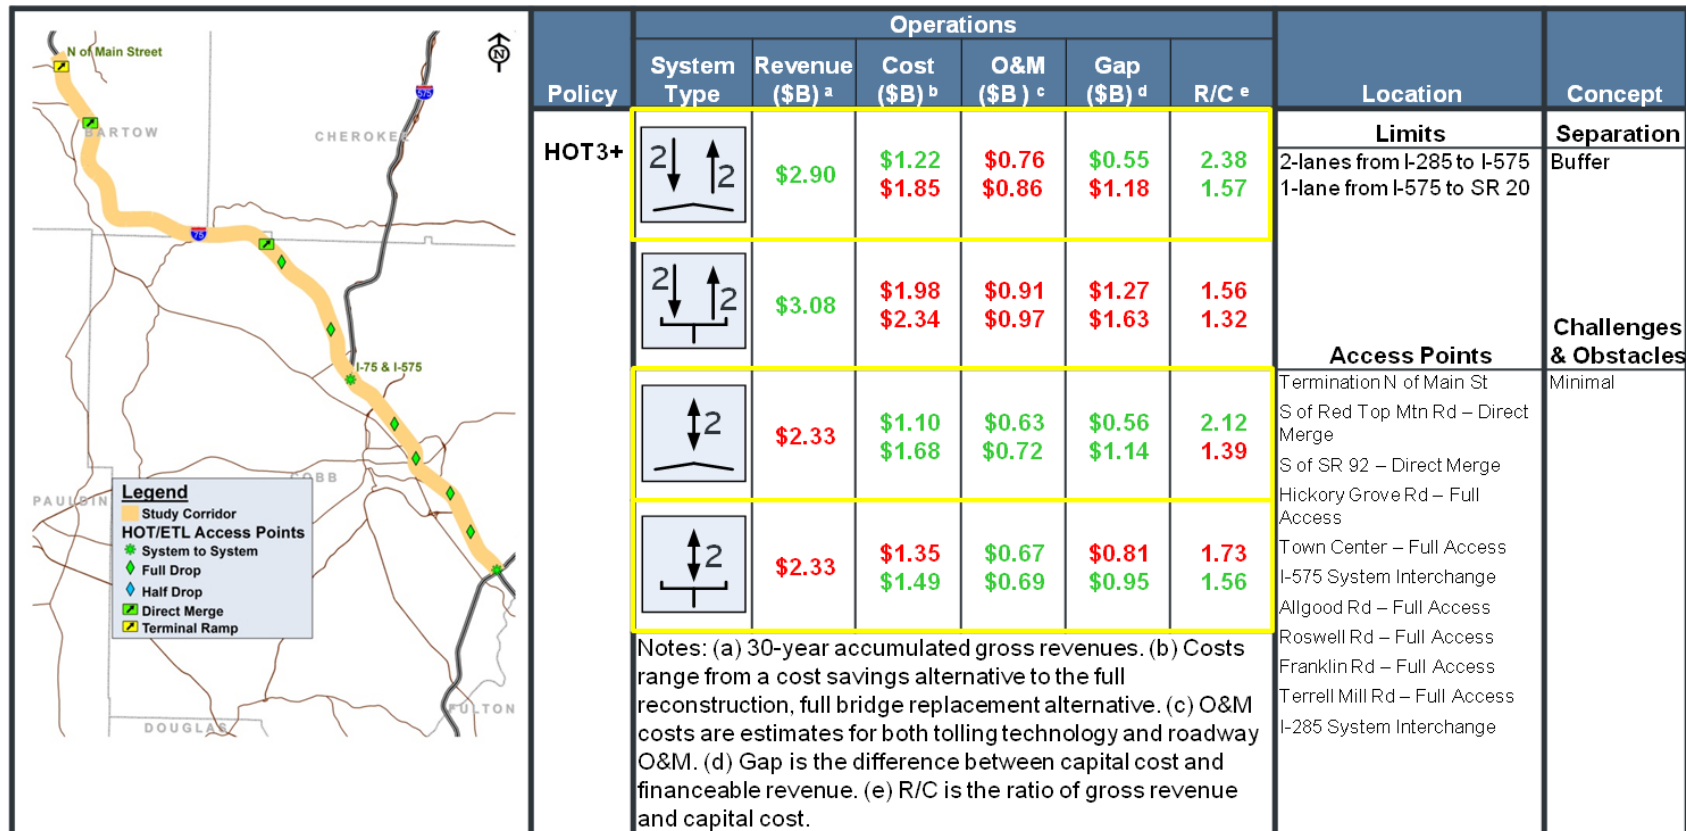 N of Main Street
N
575
BARTOW
CHEROKEE
75
I-75 & I-575
COBB
PAULDIN
Legend
Study Corridor
HOT/ETL Access Points
System to System
Full Drop
Half Drop
Direct Merge
Terminal Ramp
FULTON
DOUGLAS
Operations
Policy
System Type
Revenue ($B) a
Cost ($B) b
O&M ($B ) c
Gap ($B) d
R/C e
Location
Concept
HOT3+
2 2
$2.90
$1.22
$1.85
$0.76
$0.86
$0.55
$1.18
2.38
1.57
2 2
$3.08
$1.98
$2.34
$0.91
$0.97
$1.27
$1.63
1.56
1.32
2
$2.33
$1.10
$1.68
$0.63
$0.72
$0.56
$1.14
2.12
1.39
2
$2.33
$1.35
$1.49
$0.67
$0.69
$0.81
$0.95
1.73
1.56
Notes: (a) 30-year accumulated gross revenues. (b) Costs
range from a cost savings alternative to the full
reconstruction, full bridge replacement alternative. (c) O&M
costs are estimates for both tolling technology and roadway
O&M. (d) Gap is the difference between capital cost and
financeable revenue. (e) R/C is the ratio of gross revenue
and capital cost.
Limits
2-lanes from I-285 to I-575
1-lane from I-575 to SR 20
Access Points
Termination N of Main St
S of Red Top Mtn Rd – Direct
Merge
S of SR 92 – Direct Merge
Hickory Grove Rd – Full
Access
Town Center – Full Access
I-575 System Interchange
Allgood Rd – Full Access
Roswell Rd – Full Access
Franklin Rd – Full Access
Terrell Mill Rd – Full Access
I-285 System Interchange
Separation
Buffer
Challenges
& Obstacles
Minimal